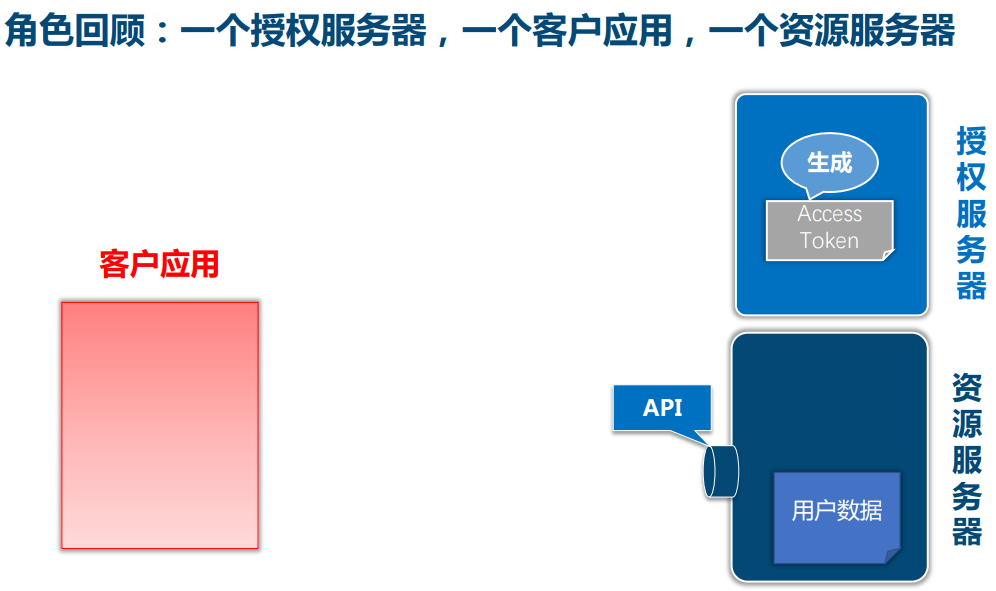 角色回顾：一个授权服务器，一个客户应用，一个资源服务器
生成
Access
Token
授权服务器
客户应用
API
用户数据
资源服务器